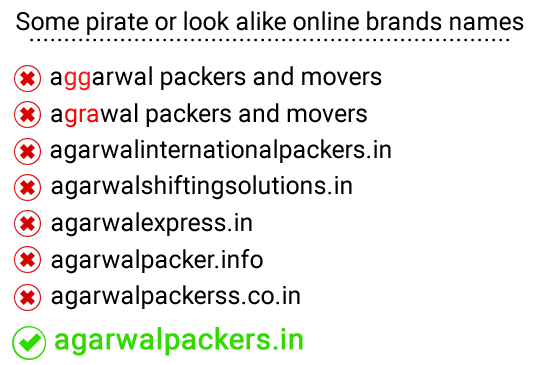 Some pirate or look alike online brands names
aggarwal packers and movers
agrawal packers and movers
agarwalinternationalpackers.in
agarwalshiftingsolutions.in
agarwalexpress.in
agarwalpacker.info
agarwalpackerss.co.in
agarwalpackers.in